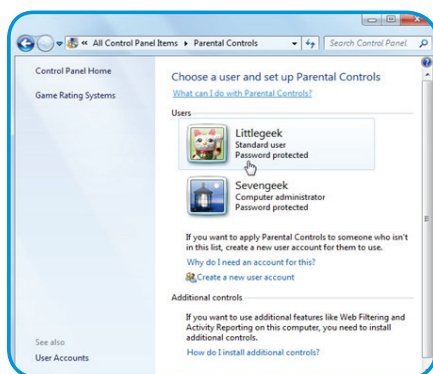 « All Control Panel Items ▸ Parental Controls
Search Control Panel
Control Panel Home
Game Rating Systems
Choose a user and set up Parental Controls
What can I do with Parental Controls?
Users
Littlegeek
Standard user
Password protected
Sevengeek
Computer administrator
Password protected
If you want to apply Parental Controls to someone who isn't
in this list, create a new user account for them to use.
Why do I need an account for this?
Create a new user account
Additional controls
If you want to use additional features like Web Filtering and
Activity Reporting on this computer, you need to install
additional controls.
How do I install additional controls?
See also
User Accounts